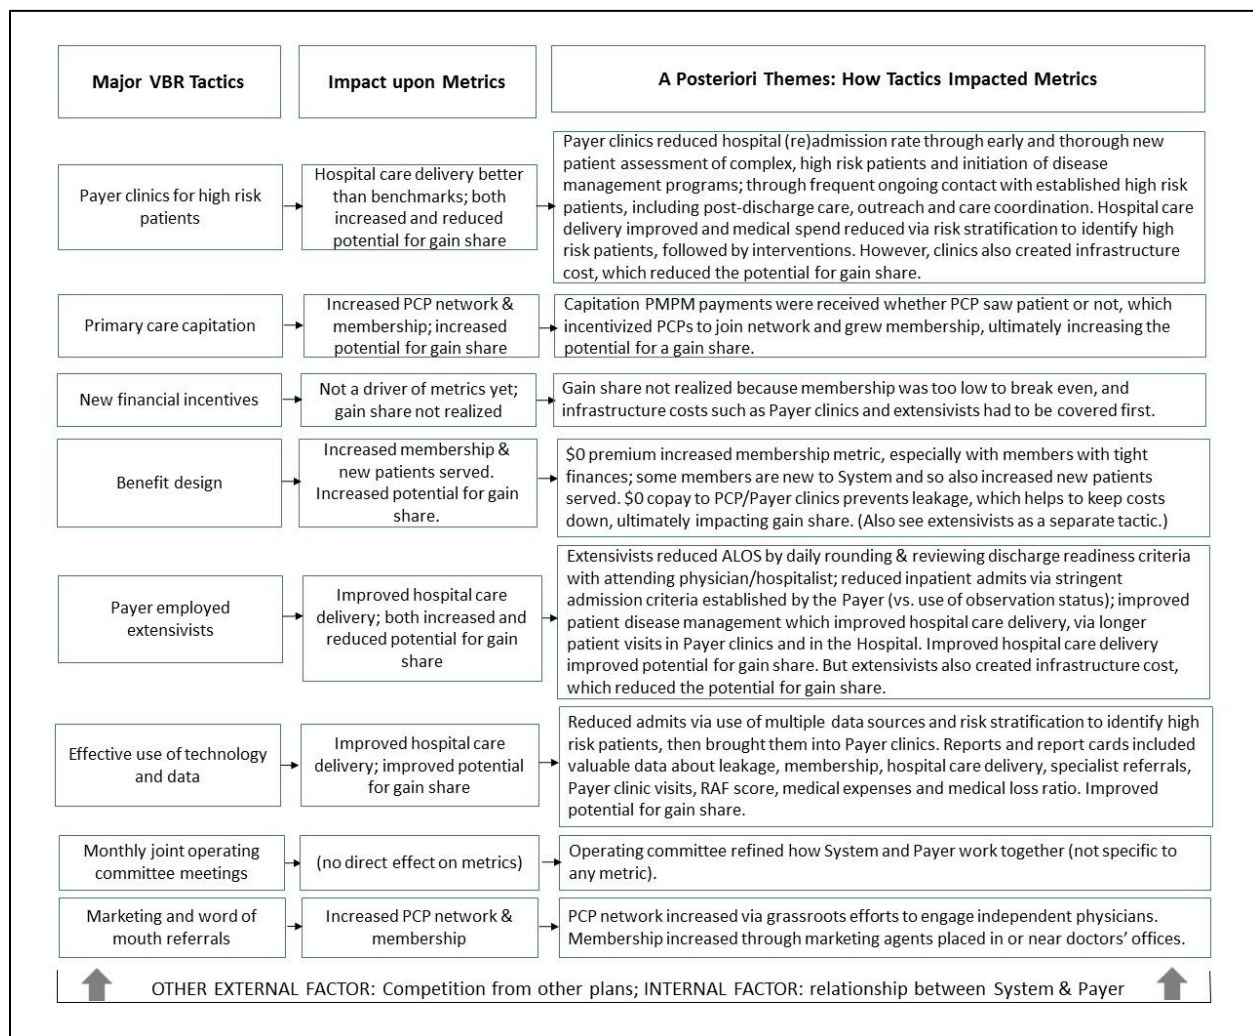 Major VBR Tactics
Impact upon Metrics
A Posteriori Themes: How Tactics Impacted Metrics
Payer clinics for high risk
patients
Hospital care delivery better
than benchmarks; both
increased and reduced
potential for gain share
Payer clinics reduced hospital (re)admission rate through early and thorough new
patient assessment of complex, high risk patients and initiation of disease
management programs; through frequent ongoing contact with established high risk
patients, including post-discharge care, outreach and care coordination. Hospital care
delivery improved and medical spend reduced via risk stratification to identify high
risk patients, followed by interventions. However, clinics also created infrastructure
cost, which reduced the potential for gain share.
Primary care capitation
Increased PCP network &
membership; increased
potential for gain share
Capitation PMPM payments were received whether PCP saw patient or not, which
incentivized PCPs to join network and grew membership, ultimately increasing the
potential for a gain share.
New financial incentives
Not a driver of metrics yet;
gain share not realized
Gain share not realized because membership was too low to break even, and
infrastructure costs such as Payer clinics and extensivists had to be covered first.
Benefit design
Increased membership &
new patients served.
Increased potential for gain
share.
$0 premium increased membership metric, especially with members with tight
finances; some members are new to System and so also increased new patients
served. $0 copay to PCP/Payer clinics prevents leakage, which helps to keep costs
down, ultimately impacting gain share. (Also see extensivists as a separate tactic.)
Payer employed
extensivists
Improved hospital care
delivery; both increased and
reduced potential for gain
share
Extensivists reduced ALOS by daily rounding & reviewing discharge readiness criteria
with attending physician/hospitalist; reduced inpatient admits via stringent
admission criteria established by the Payer (vs. use of observation status); improved
patient disease management which improved hospital care delivery, via longer
patient visits in Payer clinics and in the Hospital. Improved hospital care delivery
improved potential for gain share. But extensivists also created infrastructure cost,
which reduced the potential for gain share.
Effective use of technology
and data
Improved hospital care
delivery; improved potential
for gain share
Reduced admits via use of multiple data sources and risk stratification to identify high
risk patients, then brought them into Payer clinics. Reports and report cards included
valuable data about leakage, membership, hospital care delivery, specialist referrals,
Payer clinic visits, RAF score, medical expenses and medical loss ratio. Improved
potential for gain share.
Monthly joint operating
committee meetings
(no direct effect on metrics)
Operating committee refined how System and Payer work together (not specific to
any metric).
Marketing and word of
mouth referrals
Increased PCP network &
membership
PCP network increased via grassroots efforts to engage independent physicians.
Membership increased through marketing agents placed in or near doctors' offices.
OTHER EXTERNAL FACTOR: Competition from other plans; INTERNAL FACTOR: relationship between System & Payer